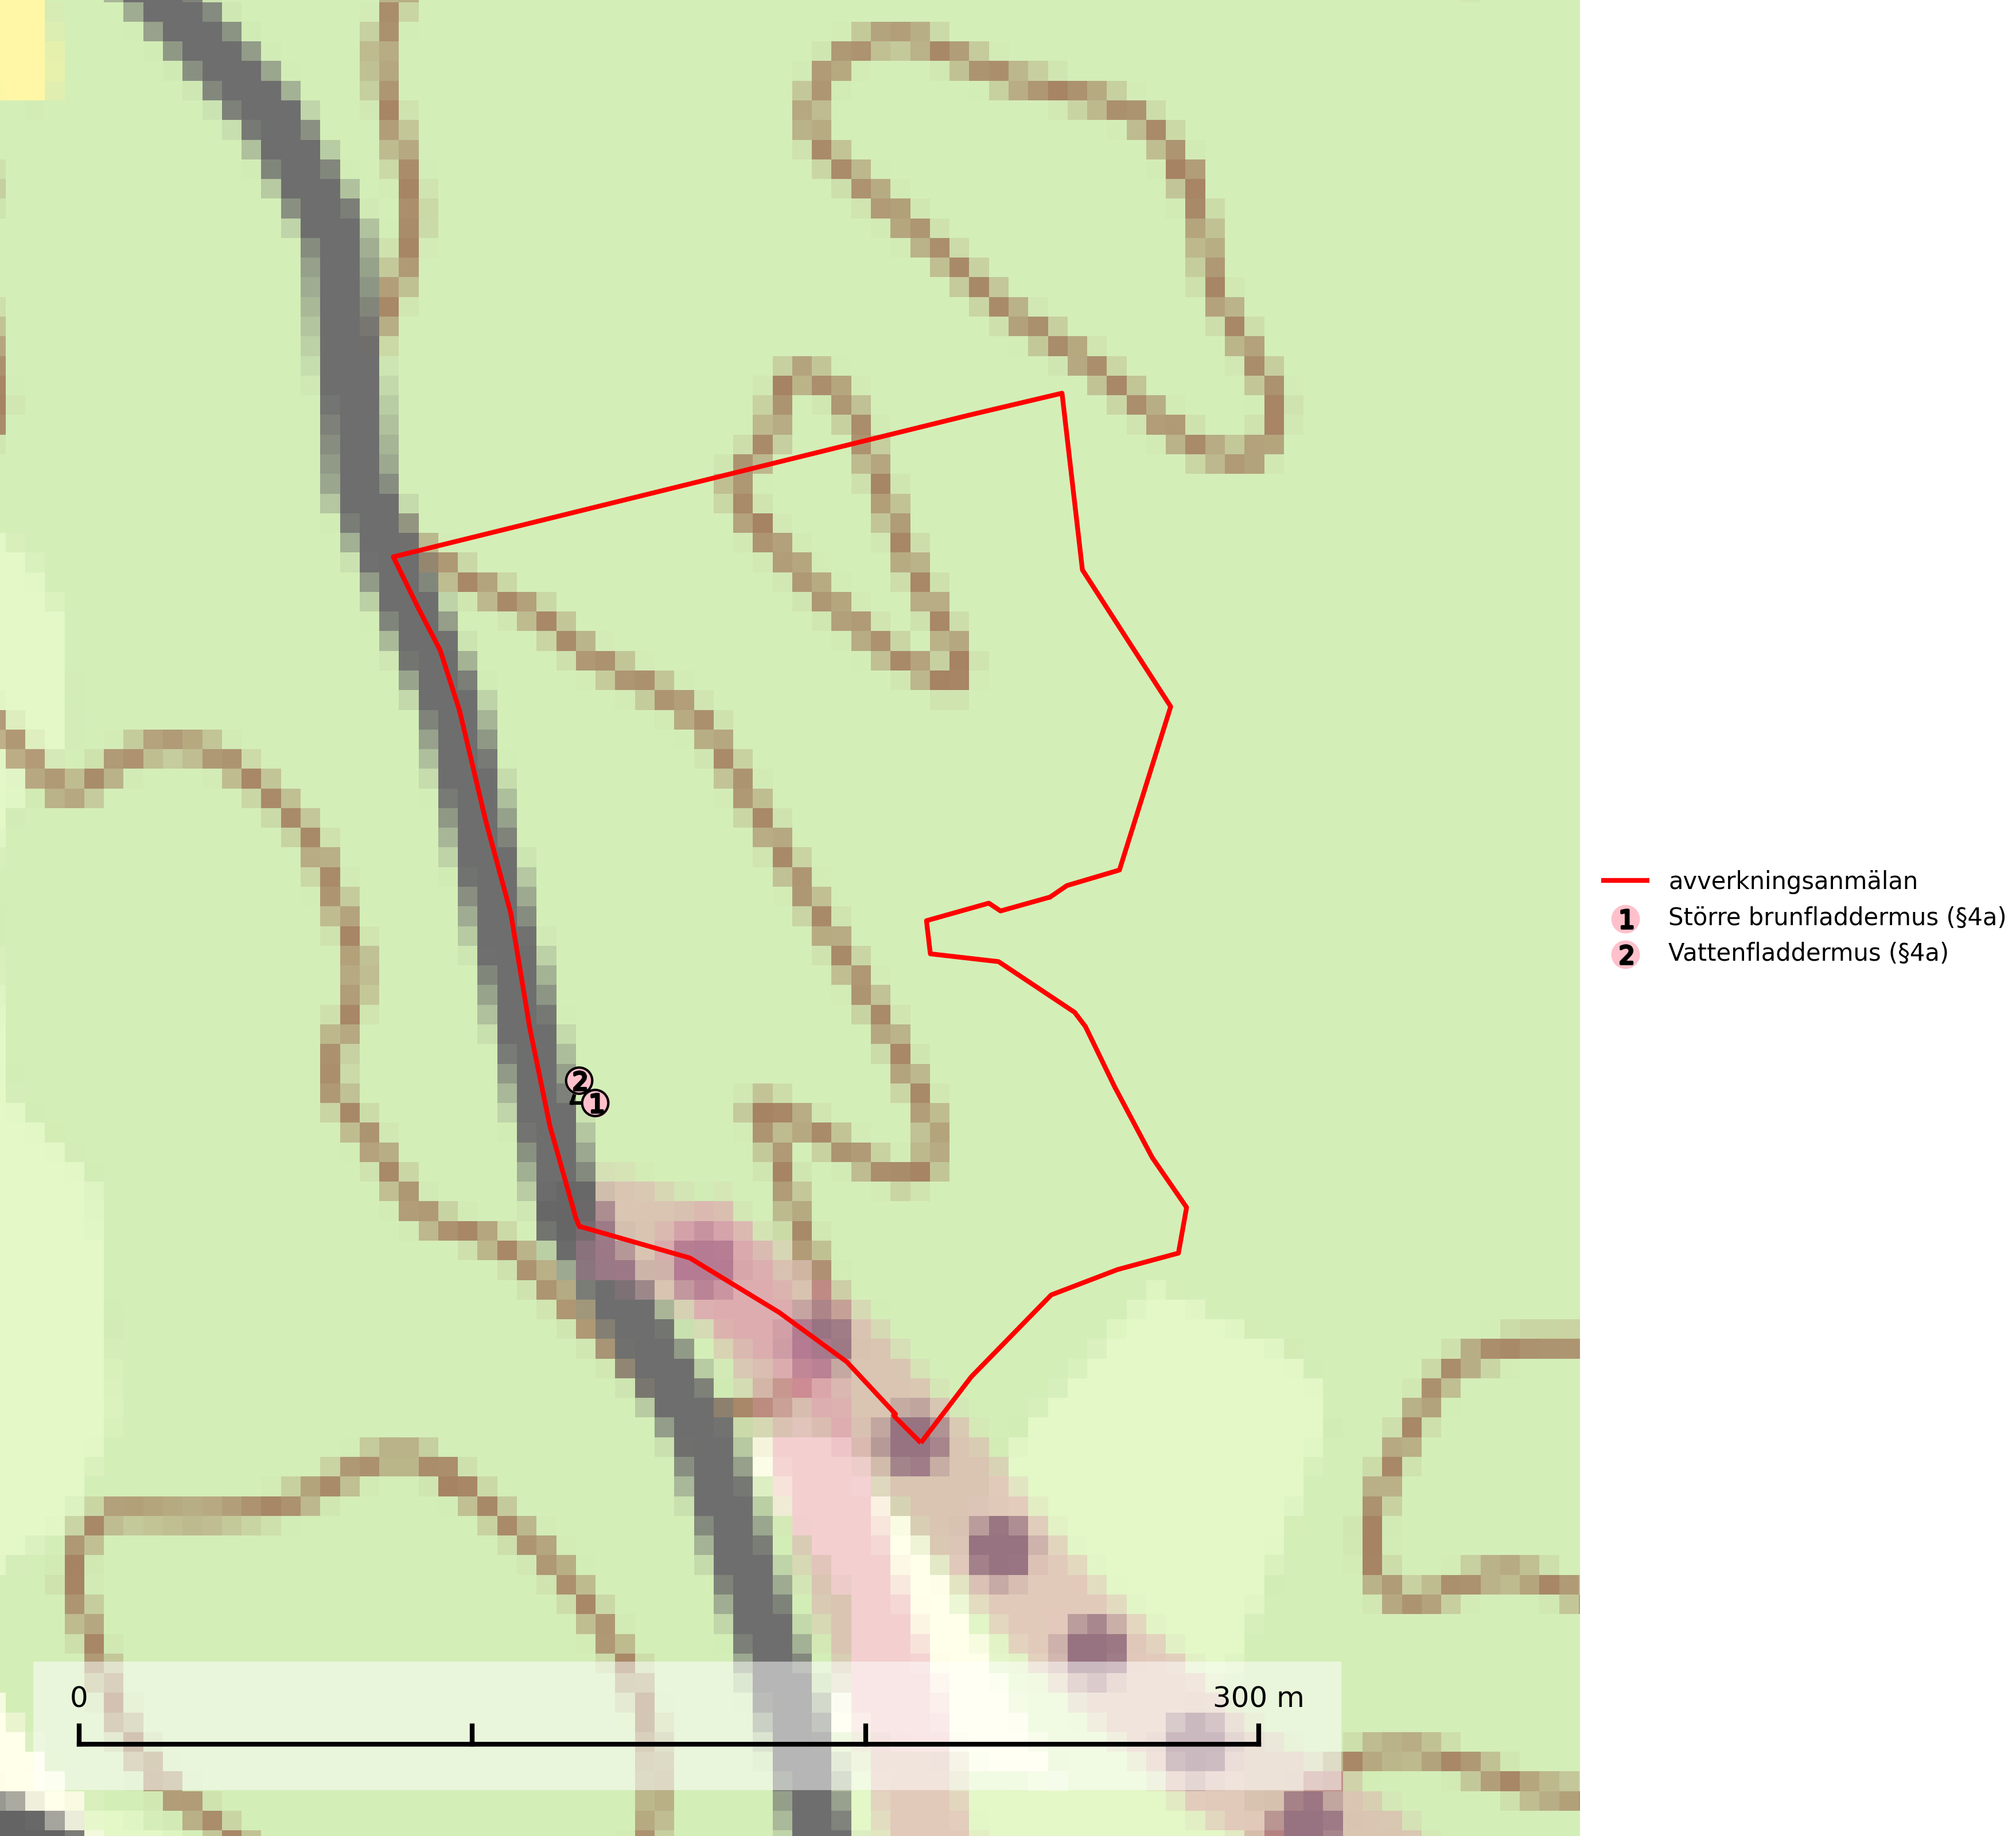 avverkningsanmälan
1 Större brunfladdermus (§4a)
2 Vattenfladdermus (§4a)
2
1
0 300 m